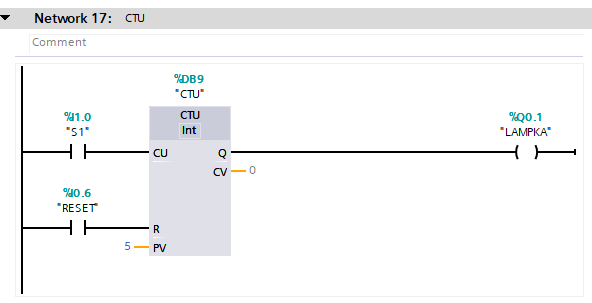 Network 17: CTU
Comment
%DB9
"CTU"
CTU
Int
%I1.0
"S1"
CU
Q
%Q0.1
"LAMPKA"
CV
0
%I0.6
"RESET"
R
5
PV